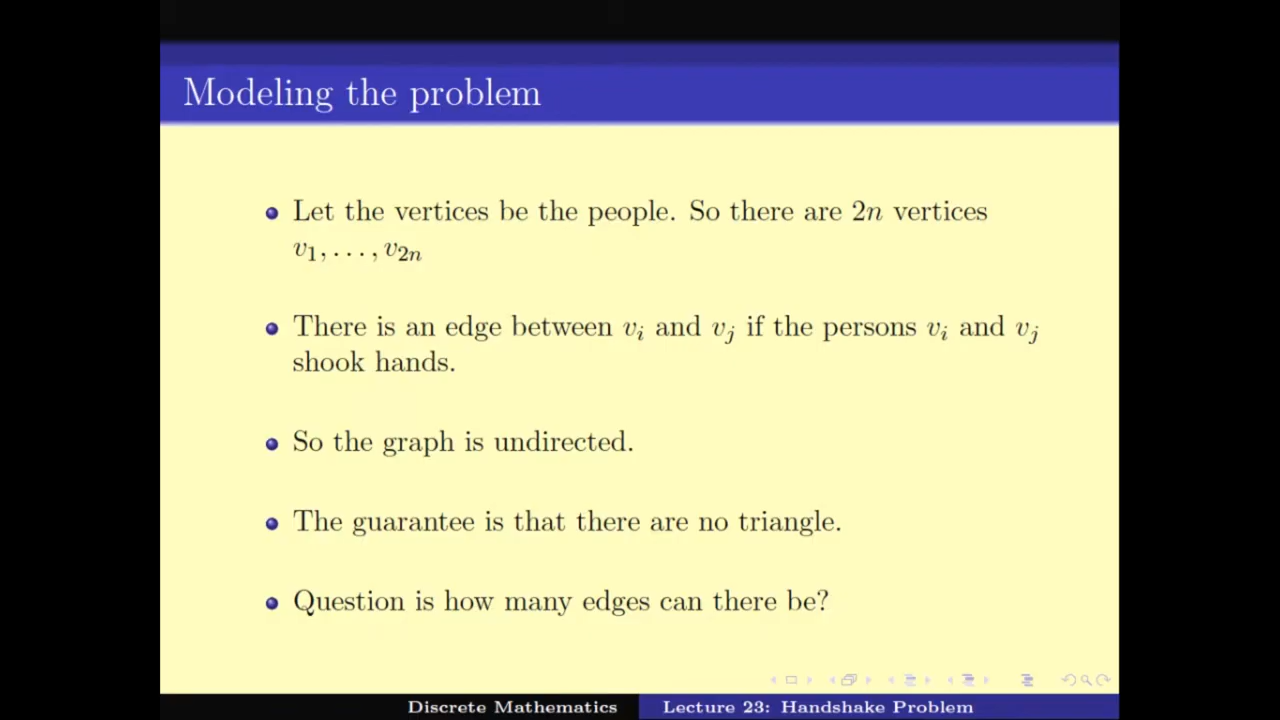 Modeling the problem
Let the vertices be the people. So there are 2n vertices
v₁, . . . , v₂ₙ
There is an edge between vᵢ and vⱼ if the persons vᵢ and vⱼ
shook hands.
So the graph is undirected.
The guarantee is that there are no triangle.
Question is how many edges can there be?
Discrete Mathematics
Lecture 23: Handshake Problem